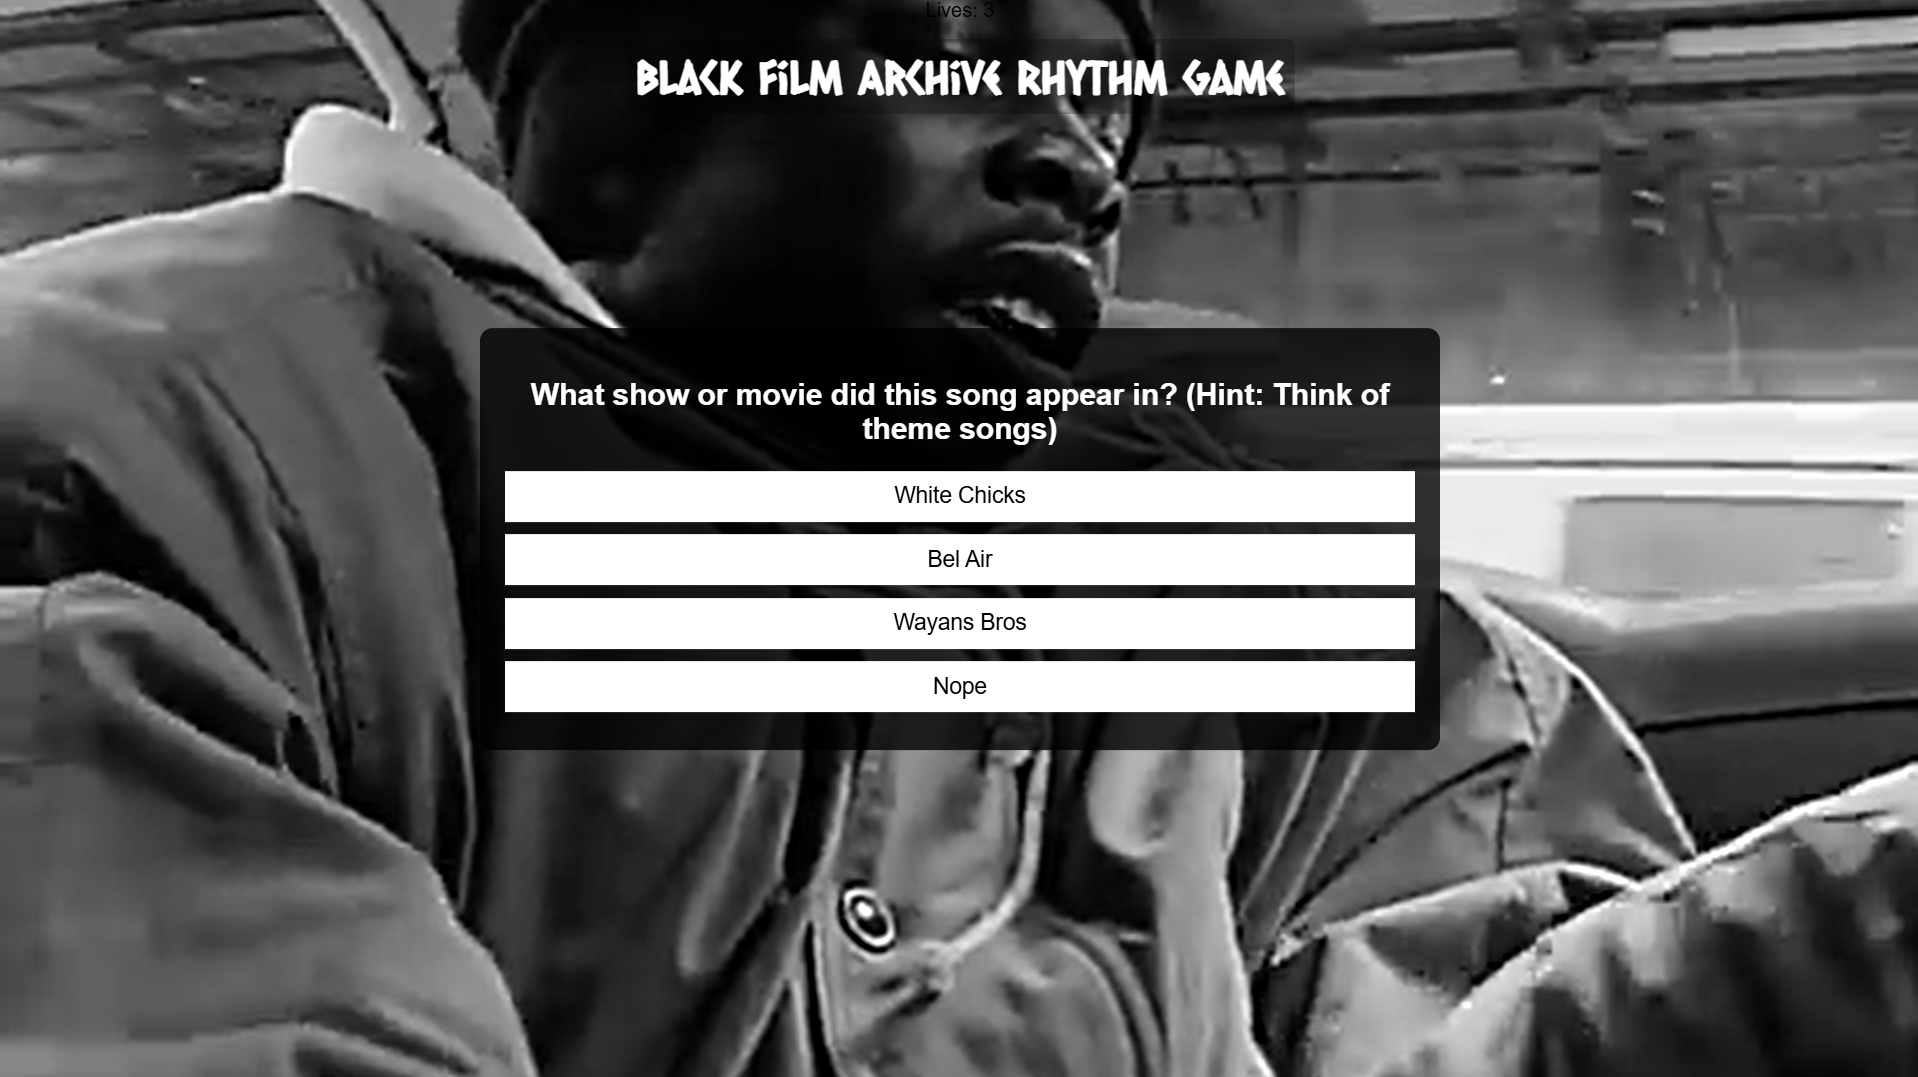 Lives: 3
BLACK FiLM ARCHiVE RHYTHM GAME
What show or movie did this song appear in? (Hint: Think of
theme songs)
White Chicks
Bel Air
Wayans Bros
Nope